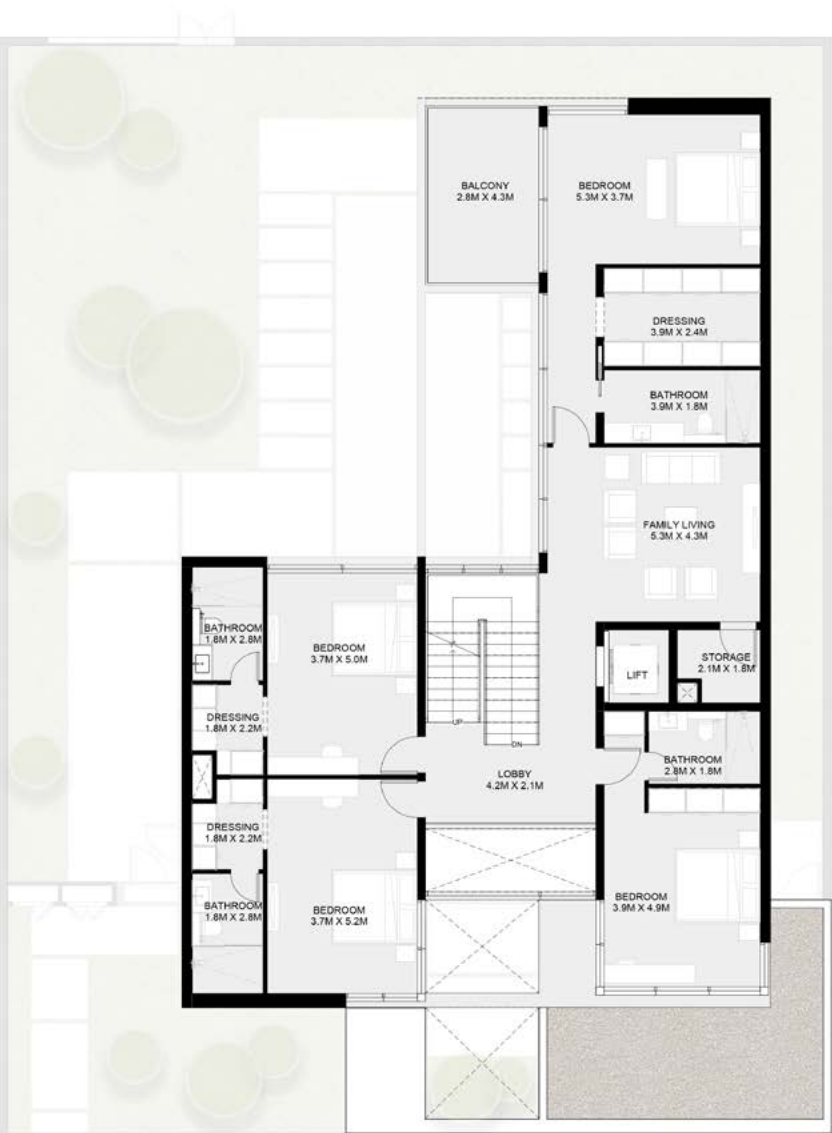 BALCONY
2.8M X 4.3M
BEDROOM
5.3M X 3.7M
DRESSING
3.9M X 2.4M
BATHROOM
3.9M X 1.8M
FAMILY LIVING
5.3M X 4.3M
BATHROOM
1.8M X 2.8M
BEDROOM
3.7M X 5.0M
LIFT
STORAGE
2.1M X 1.8M
DRESSING
1.8M X 2.2M
UP
DN
LOBBY
4.2M X 2.1M
BATHROOM
2.8M X 1.8M
DRESSING
1.8M X 2.2M
BATHROOM
1.8M X 2.8M
BEDROOM
3.7M X 5.2M
BEDROOM
3.9M X 4.9M